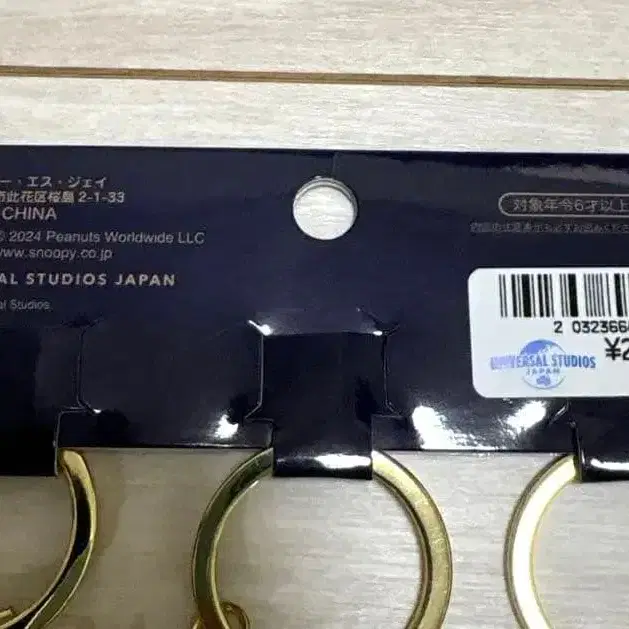 ー・エス・ジェイ
市此花区桜島 2-1-33
CHINA
© 2024 Peanuts Worldwide LLC
www.snoopy.co.jp
AL STUDIOS JAPAN
al Studios.
対象年令6才以上
2 032366
¥2
UNIVERSAL STUDIOS
JAPAN